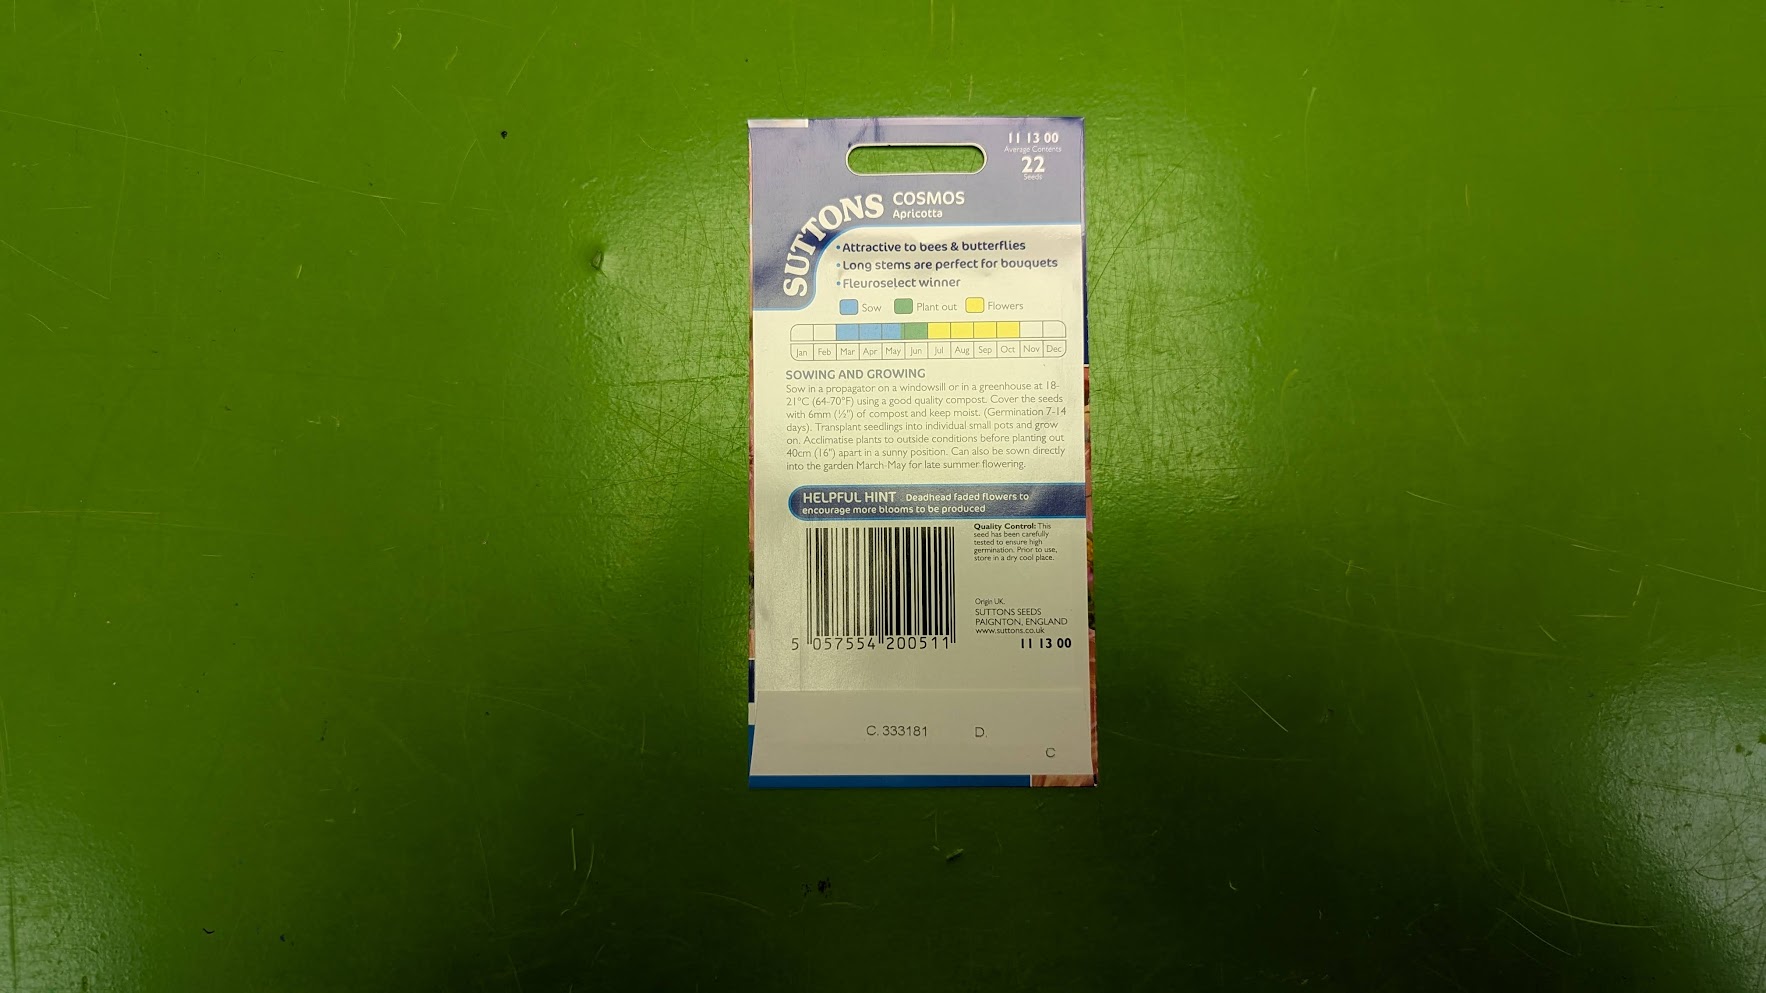 11 13 00
Average Contents
22
Seeds
SUTTONS
COSMOS
Apricotta
• Attractive to bees & butterflies
• Long stems are perfect for bouquets
• Fleuroselect winner
Sow Plant out Flowers
Jan Feb Mar Apr May Jun Jul Aug Sep Oct Nov Dec
SOWING AND GROWING
Sow in a propagator on a windowsill or in a greenhouse at 18-
21°C (64-70°F) using a good quality compost. Cover the seeds
with 6mm (½") of compost and keep moist. (Germination 7-14
days). Transplant seedlings into individual small pots and grow
on. Acclimatise plants to outside conditions before planting out
40cm (16") apart in a sunny position. Can also be sown directly
into the garden March-May for late summer flowering.
HELPFUL HINT Deadhead faded flowers to
encourage more blooms to be produced
Quality Control: This
seed has been carefully
tested to ensure high
germination. Prior to use,
store in a dry cool place.
Origin UK.
SUTTONS SEEDS
PAIGNTON, ENGLAND
www.suttons.co.uk
11 13 00
5 057554 200511
C. 333181 D.
C